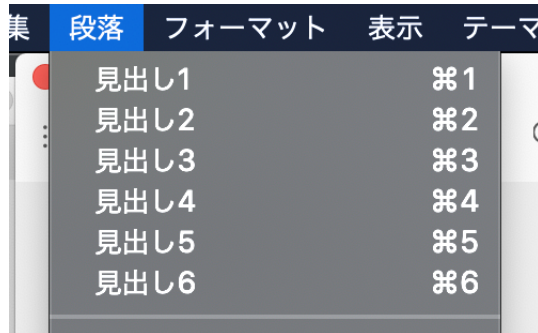 集 段落 フォーマット 表示 テーマ
見出し1 ⌘1
見出し2 ⌘2
見出し3 ⌘3
見出し4 ⌘4
見出し5 ⌘5
見出し6 ⌘6